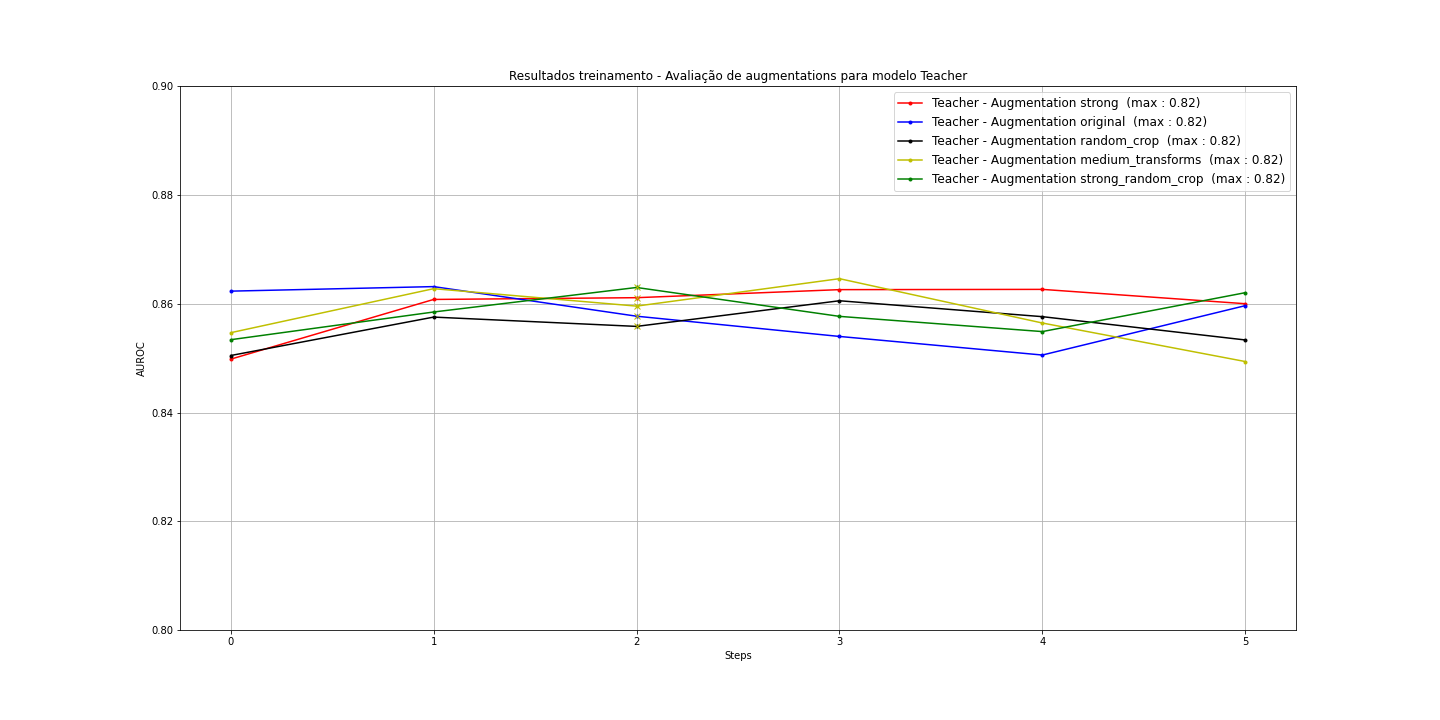 Resultados treinamento - Avaliação de augmentations para modelo Teacher
0.90
0.88
0.86
0.84
0.82
0.80
AUROC
Teacher - Augmentation strong  (max : 0.82)
Teacher - Augmentation original  (max : 0.82)
Teacher - Augmentation random_crop  (max : 0.82)
Teacher - Augmentation medium_transforms  (max : 0.82)
Teacher - Augmentation strong_random_crop  (max : 0.82)
0 1 2 3 4 5
Steps